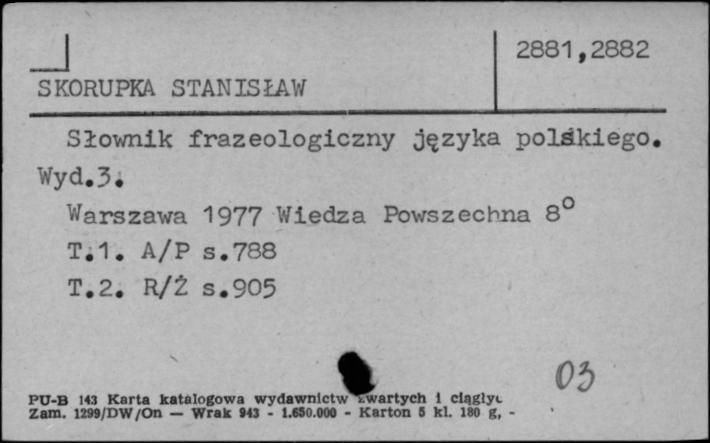 2881,2882
SKORUPKA STANISŁAW
Słownik frazeologiczny języka polskiego.
Wyd.3.
Warszawa 1977 Wiedza Powszechna 8°
T.1. A/P s.788
T.2. R/Ż s.905
03
PU-B 143 Karta katalogowa wydawnictw zwartych i ciągłyc
Zam. 1299/DW/On — Wrak 943 - 1.650.000 - Karton 5 kl. 180 g, -